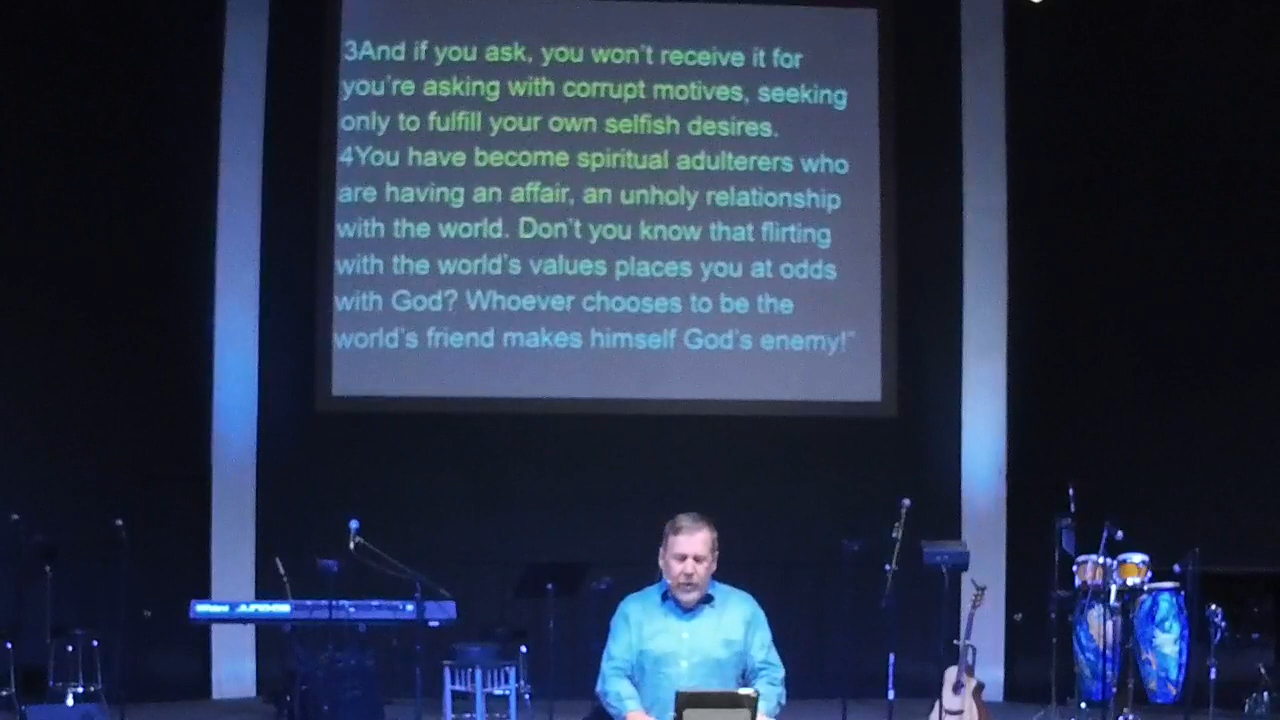 3And if you ask, you won't receive it for
you're asking with corrupt motives, seeking
only to fulfill your own selfish desires.
4You have become spiritual adulterers who
are having an affair, an unholy relationship
with the world. Don't you know that flirting
with the world's values places you at odds
with God? Whoever chooses to be the
world's friend makes himself God's enemy!"